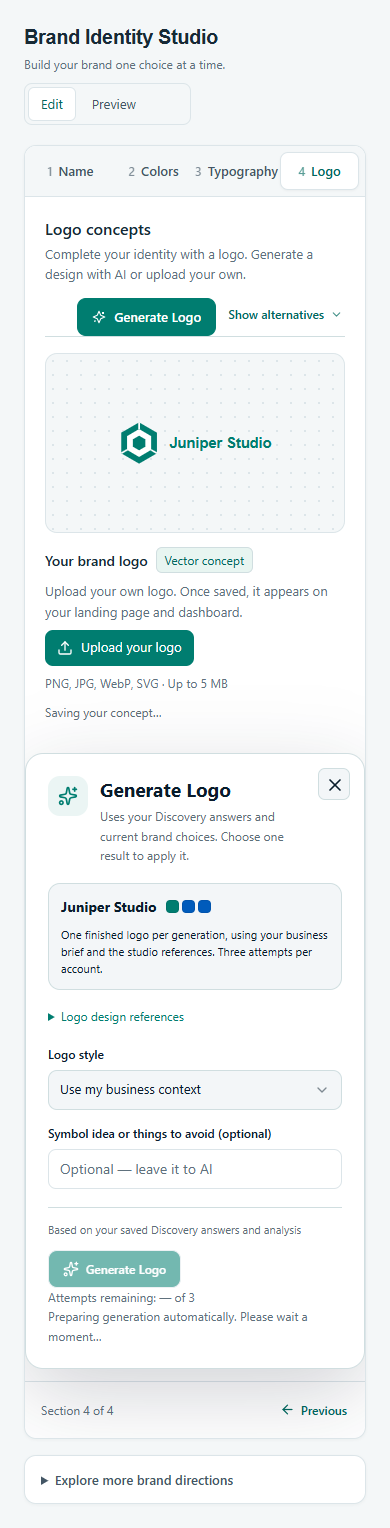 Brand Identity Studio
Build your brand one choice at a time.
Edit Preview
1 Name 2 Colors 3 Typography 4 Logo
Logo concepts
Complete your identity with a logo. Generate a
design with AI or upload your own.
Generate Logo Show alternatives
Juniper Studio
Your brand logo Vector concept
Upload your own logo. Once saved, it appears on
your landing page and dashboard.
Upload your logo
PNG, JPG, WebP, SVG · Up to 5 MB
Saving your concept...
Generate Logo
Uses your Discovery answers and
current brand choices. Choose one
result to apply it.
Juniper Studio
One finished logo per generation, using your business
brief and the studio references. Three attempts per
account.
Logo design references
Logo style
Use my business context
Symbol idea or things to avoid (optional)
Optional — leave it to AI
Based on your saved Discovery answers and analysis
Generate Logo
Attempts remaining: — of 3
Preparing generation automatically. Please wait a
moment...
Section 4 of 4 Previous
Explore more brand directions